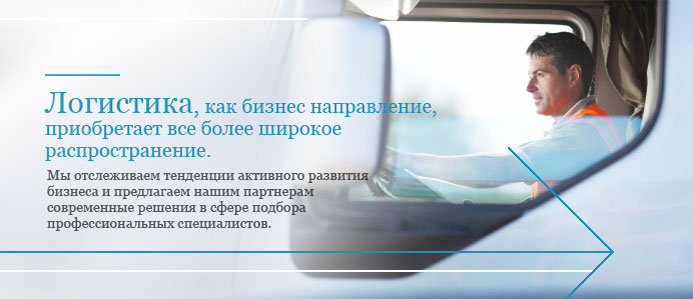 Логистика, как бизнес направление,
приобретает все более широкое
распространение.
Мы отслеживаем тенденции активного развития
бизнеса и предлагаем нашим партнерам
современные решения в сфере подбора
профессиональных специалистов.